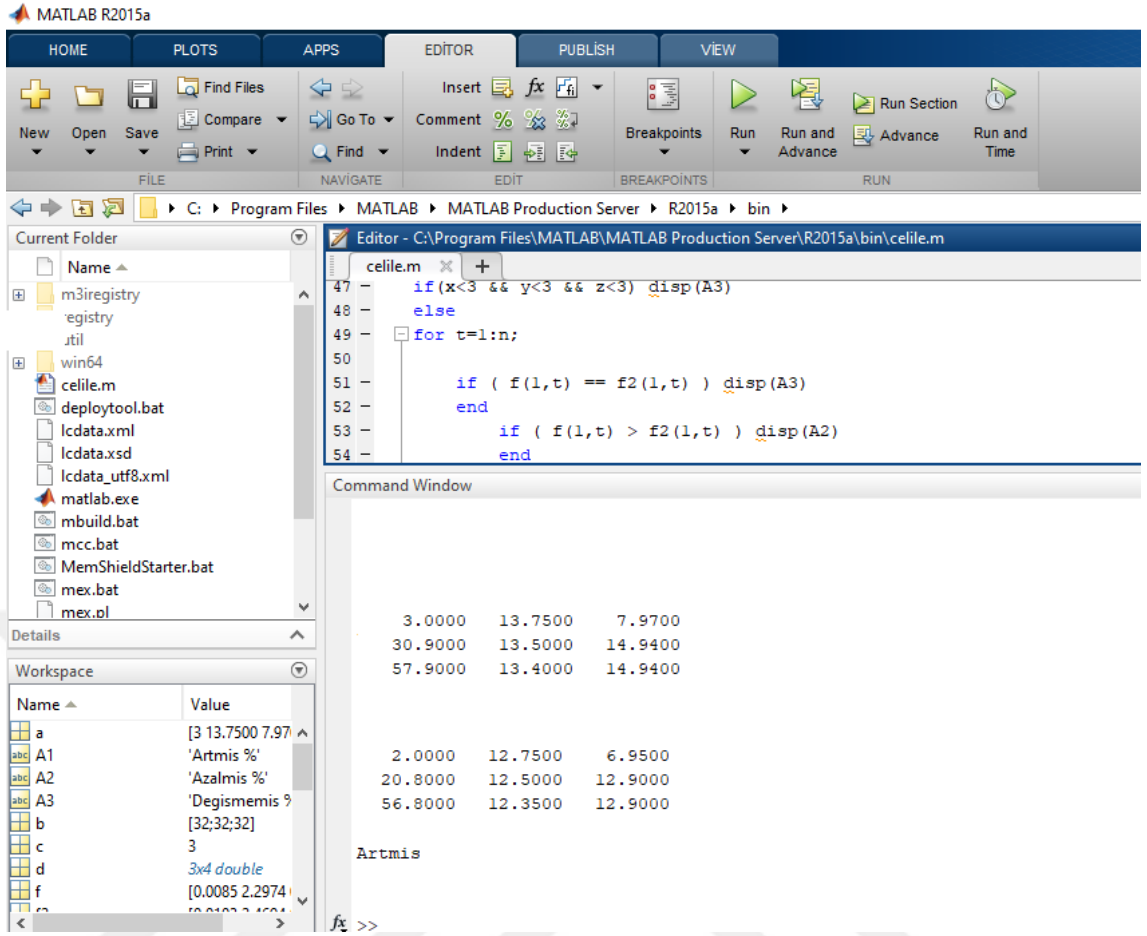 MATLAB R2015a
HOME PLOTS APPS EDİTOR PUBLİSH VİEW
New Open Save Find Files Compare Print
FİLE
Go To Find
NAVİGATE
Insert fx Comment Indent
EDİT
Breakpoints
BREAKPOİNTS
Run Run and Advance Run Section Advance Run and Time
RUN
C: Program Files MATLAB MATLAB Production Server R2015a bin
Current Folder
Name
m3iregistry
registry
util
win64
celile.m
deploytool.bat
lcdata.xml
lcdata.xsd
lcdata_utf8.xml
matlab.exe
mbuild.bat
mcc.bat
MemShieldStarter.bat
mex.bat
mex.pl
Details
Workspace
Name Value
a [3 13.7500 7.970
A1 'Artmis %'
A2 'Azalmis %'
A3 'Degismemis %
b [32;32;32]
c 3
d 3x4 double
f [0.0085 2.2974
Editor - C:\Program Files\MATLAB\MATLAB Production Server\R2015a\bin\celile.m
celile.m
47 - if(x<3 && y<3 && z<3) disp(A3)
48 - else
49 - for t=1:n;
50
51 - if ( f(1,t) == f2(1,t) ) disp(A3)
52 - end
53 - if ( f(1,t) > f2(1,t) ) disp(A2)
54 - end
Command Window
3.0000 13.7500 7.9700
30.9000 13.5000 14.9400
57.9000 13.4000 14.9400
2.0000 12.7500 6.9500
20.8000 12.5000 12.9000
56.8000 12.3500 12.9000
Artmis
fx >>